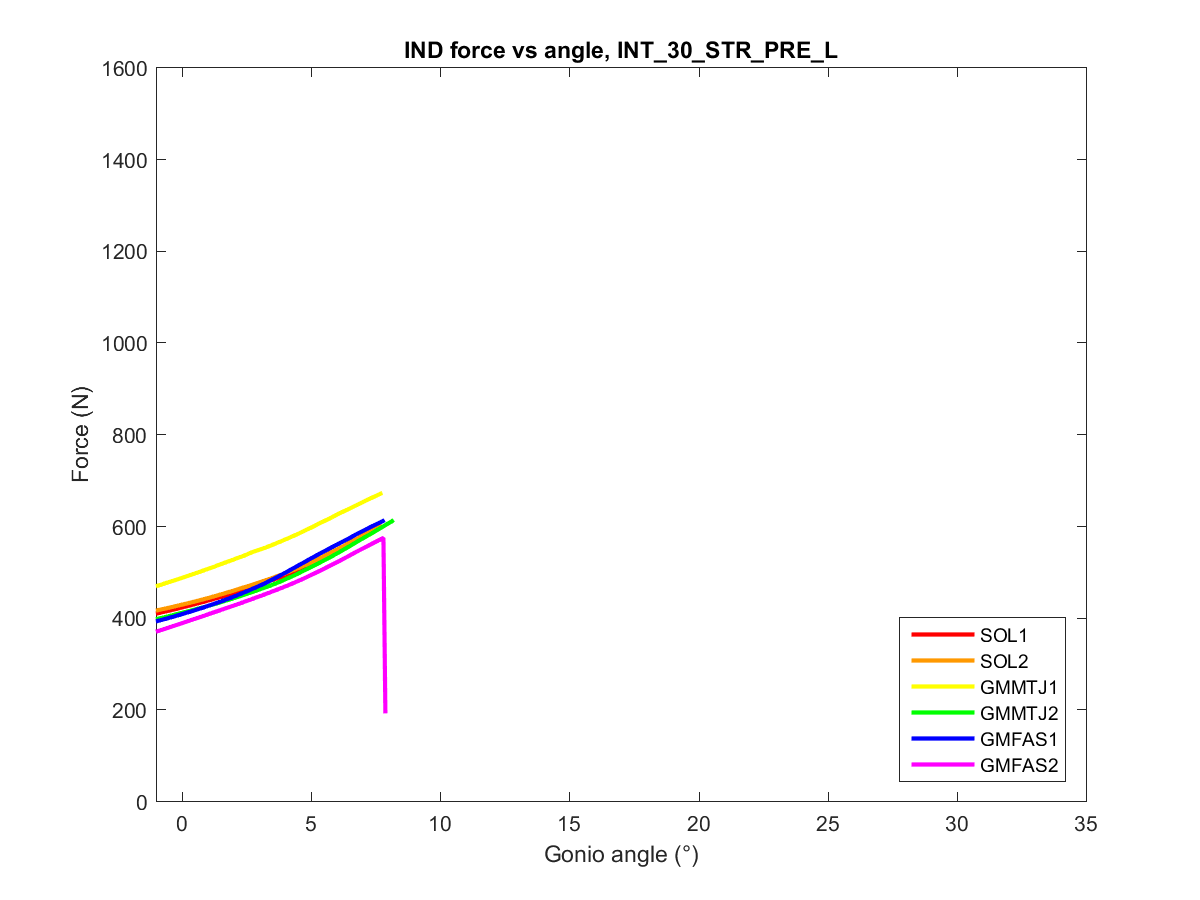 IND force vs angle, INT_30_STR_PRE_L
1600
1400
1200
1000
800
600
400
200
0
Force (N)
0 5 10 15 20 25 30 35
Gonio angle (°)
SOL1
SOL2
GMMTJ1
GMMTJ2
GMFAS1
GMFAS2